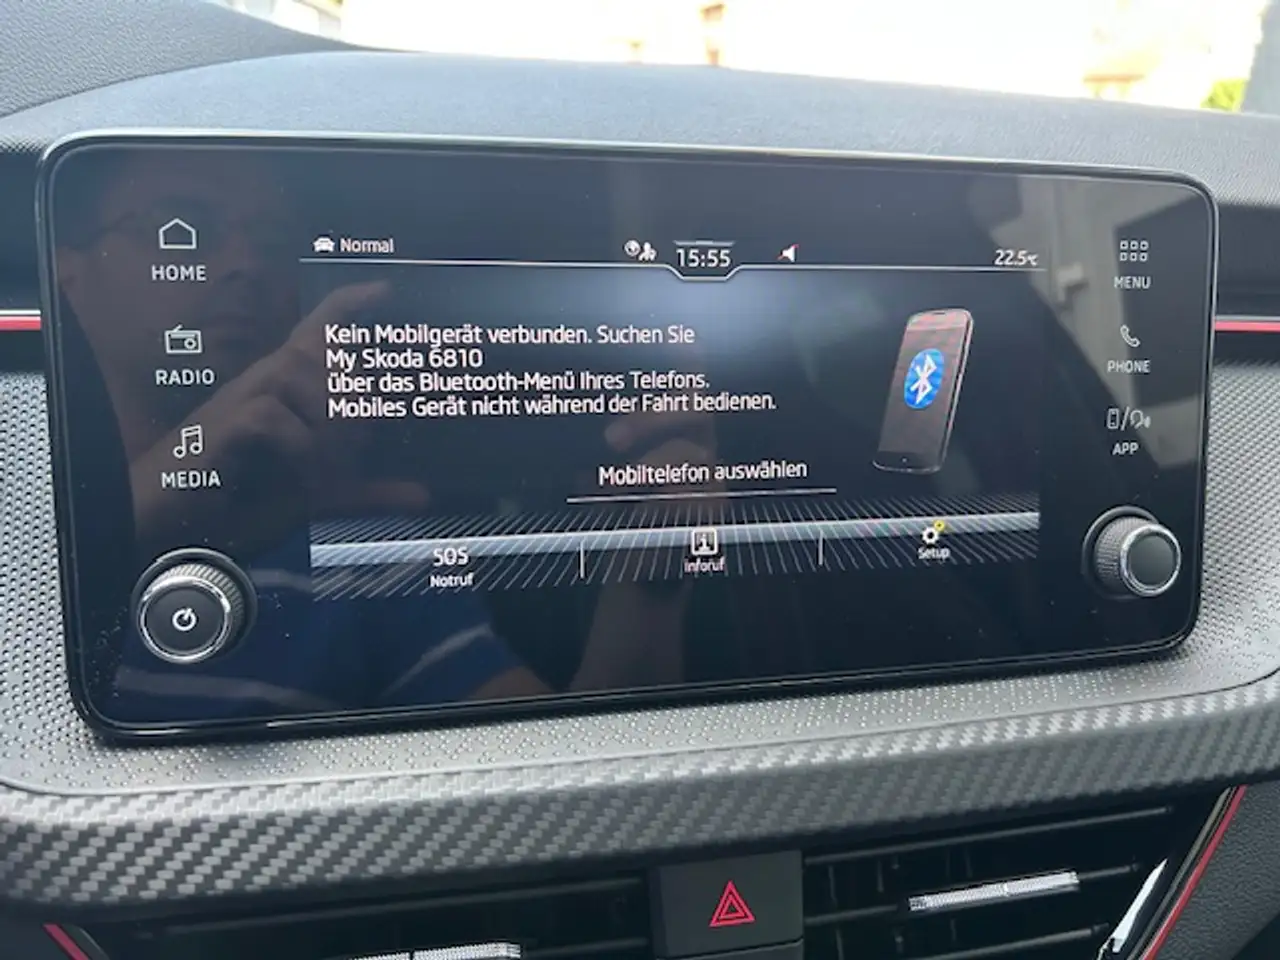 Normal
15:55
22.5°C
HOME
RADIO
MEDIA
MENU
PHONE
APP
Kein Mobilgerät verbunden. Suchen Sie
My Skoda 6810
über das Bluetooth-Menü Ihres Telefons.
Mobiles Gerät nicht während der Fahrt bedienen.
Mobiltelefon auswählen
SOS
Notruf
i
Inforuf
Setup